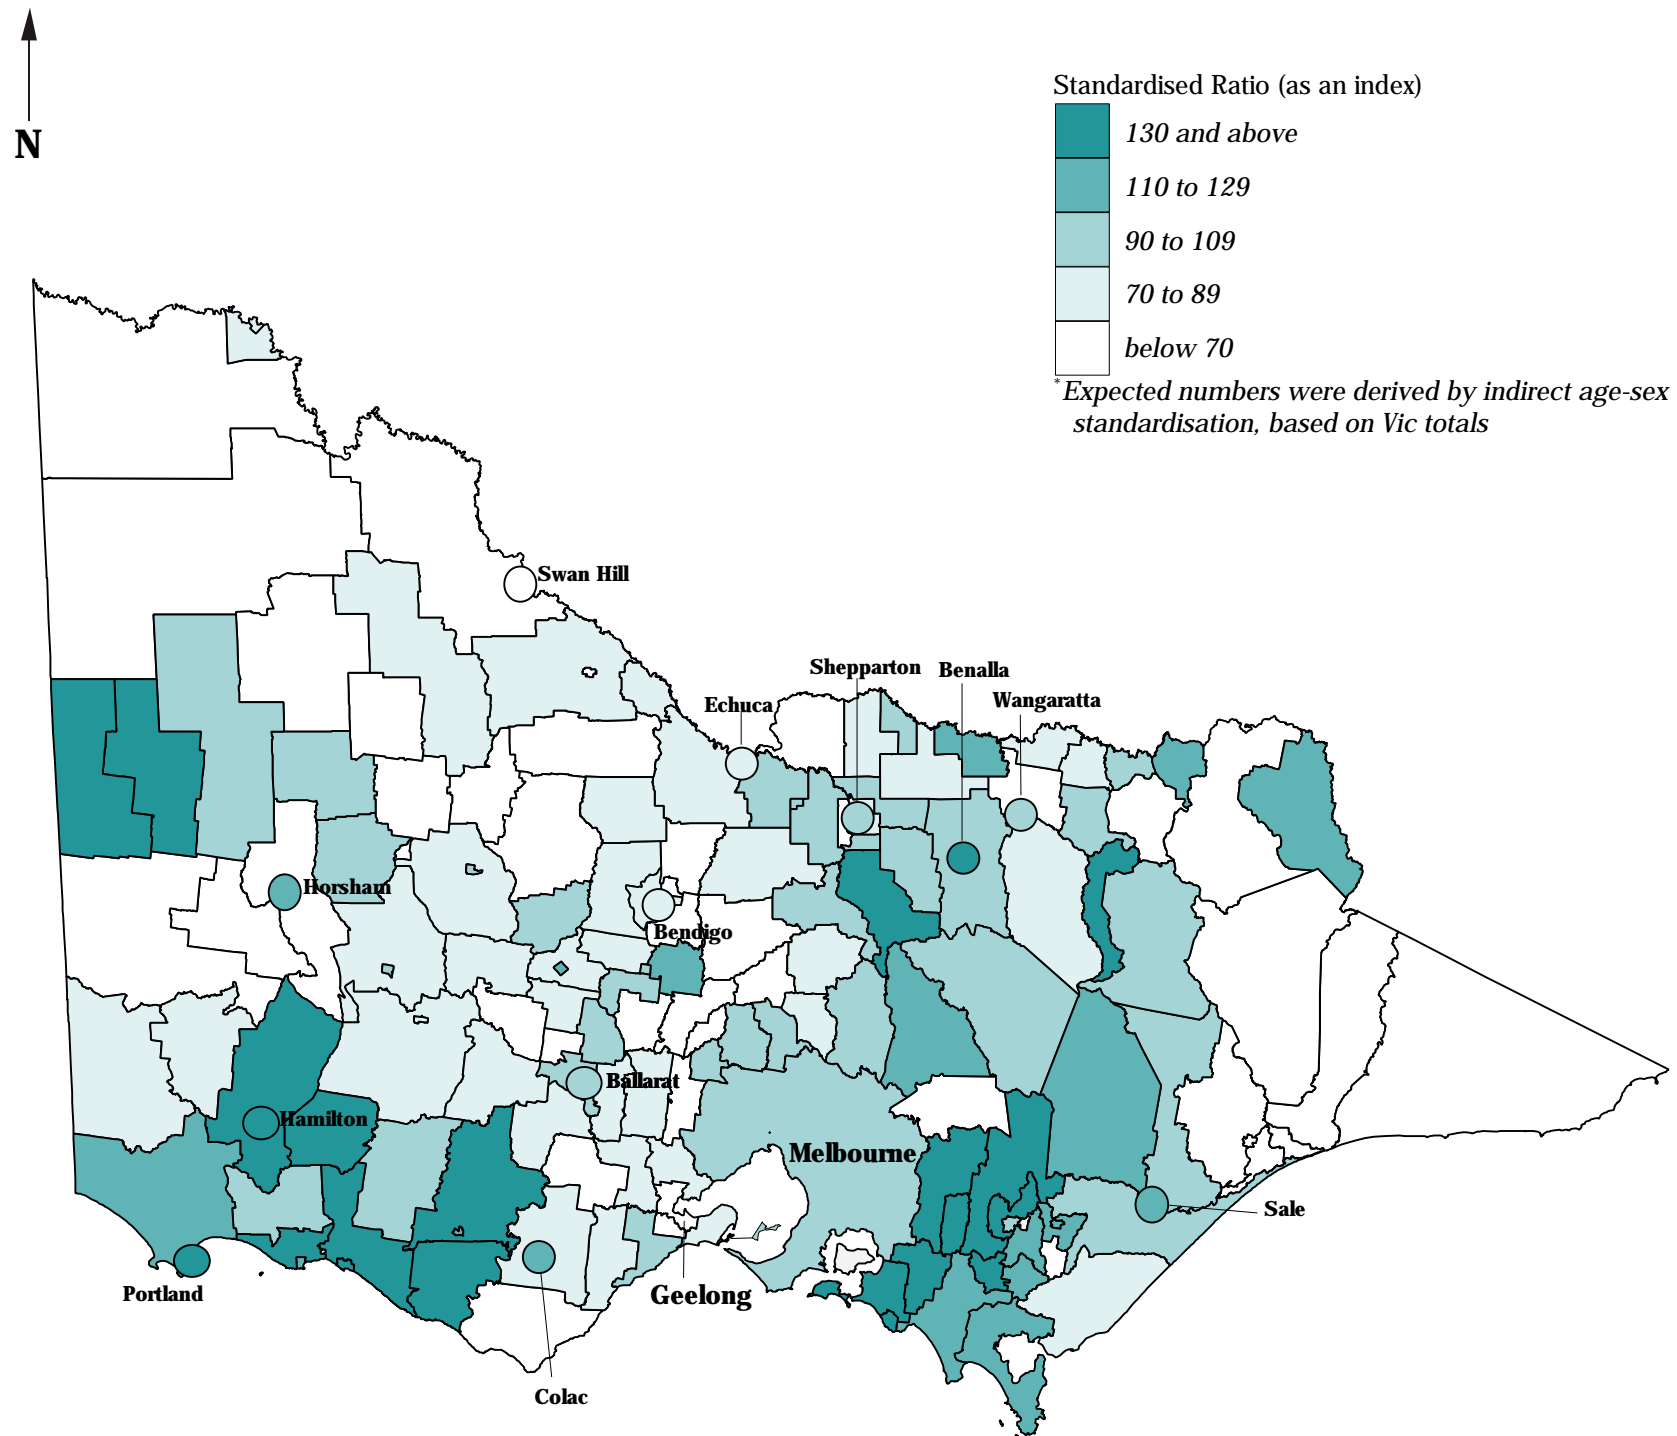 N
Standardised Ratio (as an index)
130 and above
110 to 129
90 to 109
70 to 89
below 70
*Expected numbers were derived by indirect age-sex
standardisation, based on Vic totals
Swan Hill
Shepparton
Benalla
Wangaratta
Echuca
Horsham
Bendigo
Ballarat
Hamilton
Melbourne
Sale
Portland
Geelong
Colac